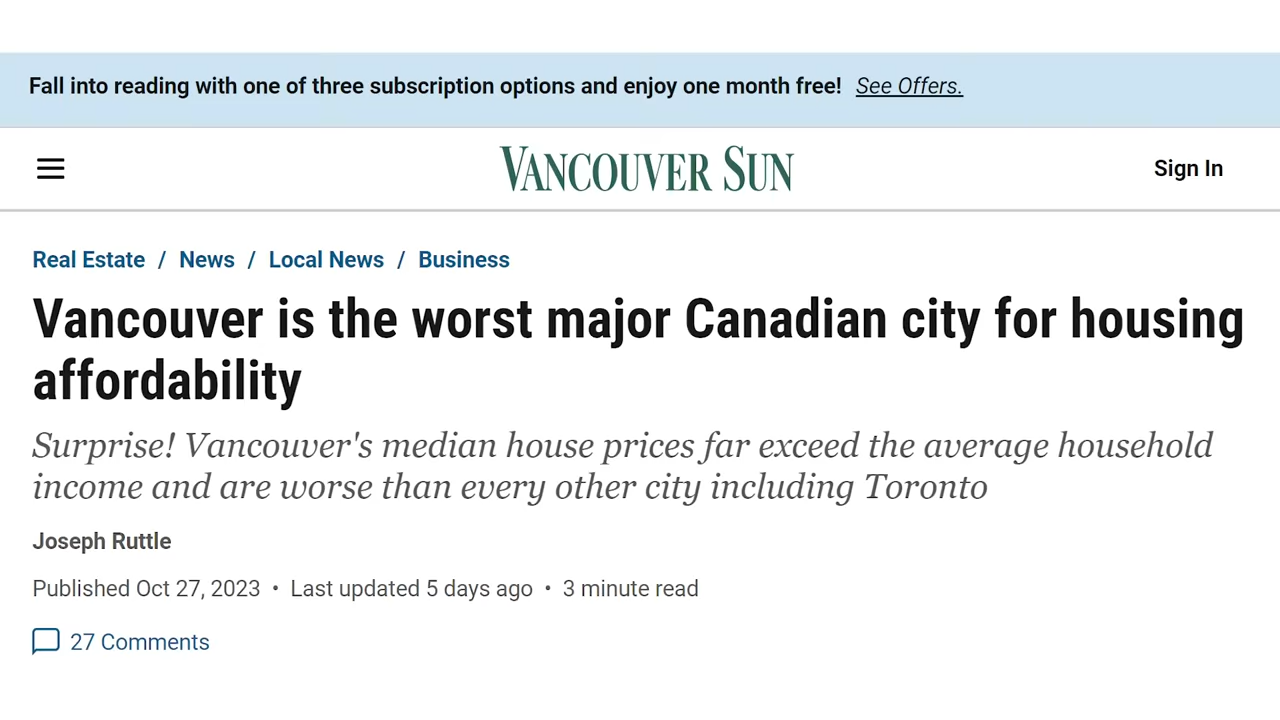 Fall into reading with one of three subscription options and enjoy one month free! See Offers.
VANCOUVER SUN
Sign In
Real Estate / News / Local News / Business
Vancouver is the worst major Canadian city for housing
affordability
Surprise! Vancouver's median house prices far exceed the average household
income and are worse than every other city including Toronto
Joseph Ruttle
Published Oct 27, 2023 • Last updated 5 days ago • 3 minute read
27 Comments